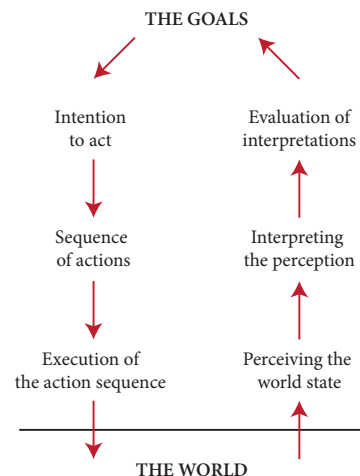 THE GOALS
Intention
to act
Sequence
of actions
Execution of
the action sequence
Evaluation of
interpretations
Interpreting
the perception
Perceiving the
world state
THE WORLD